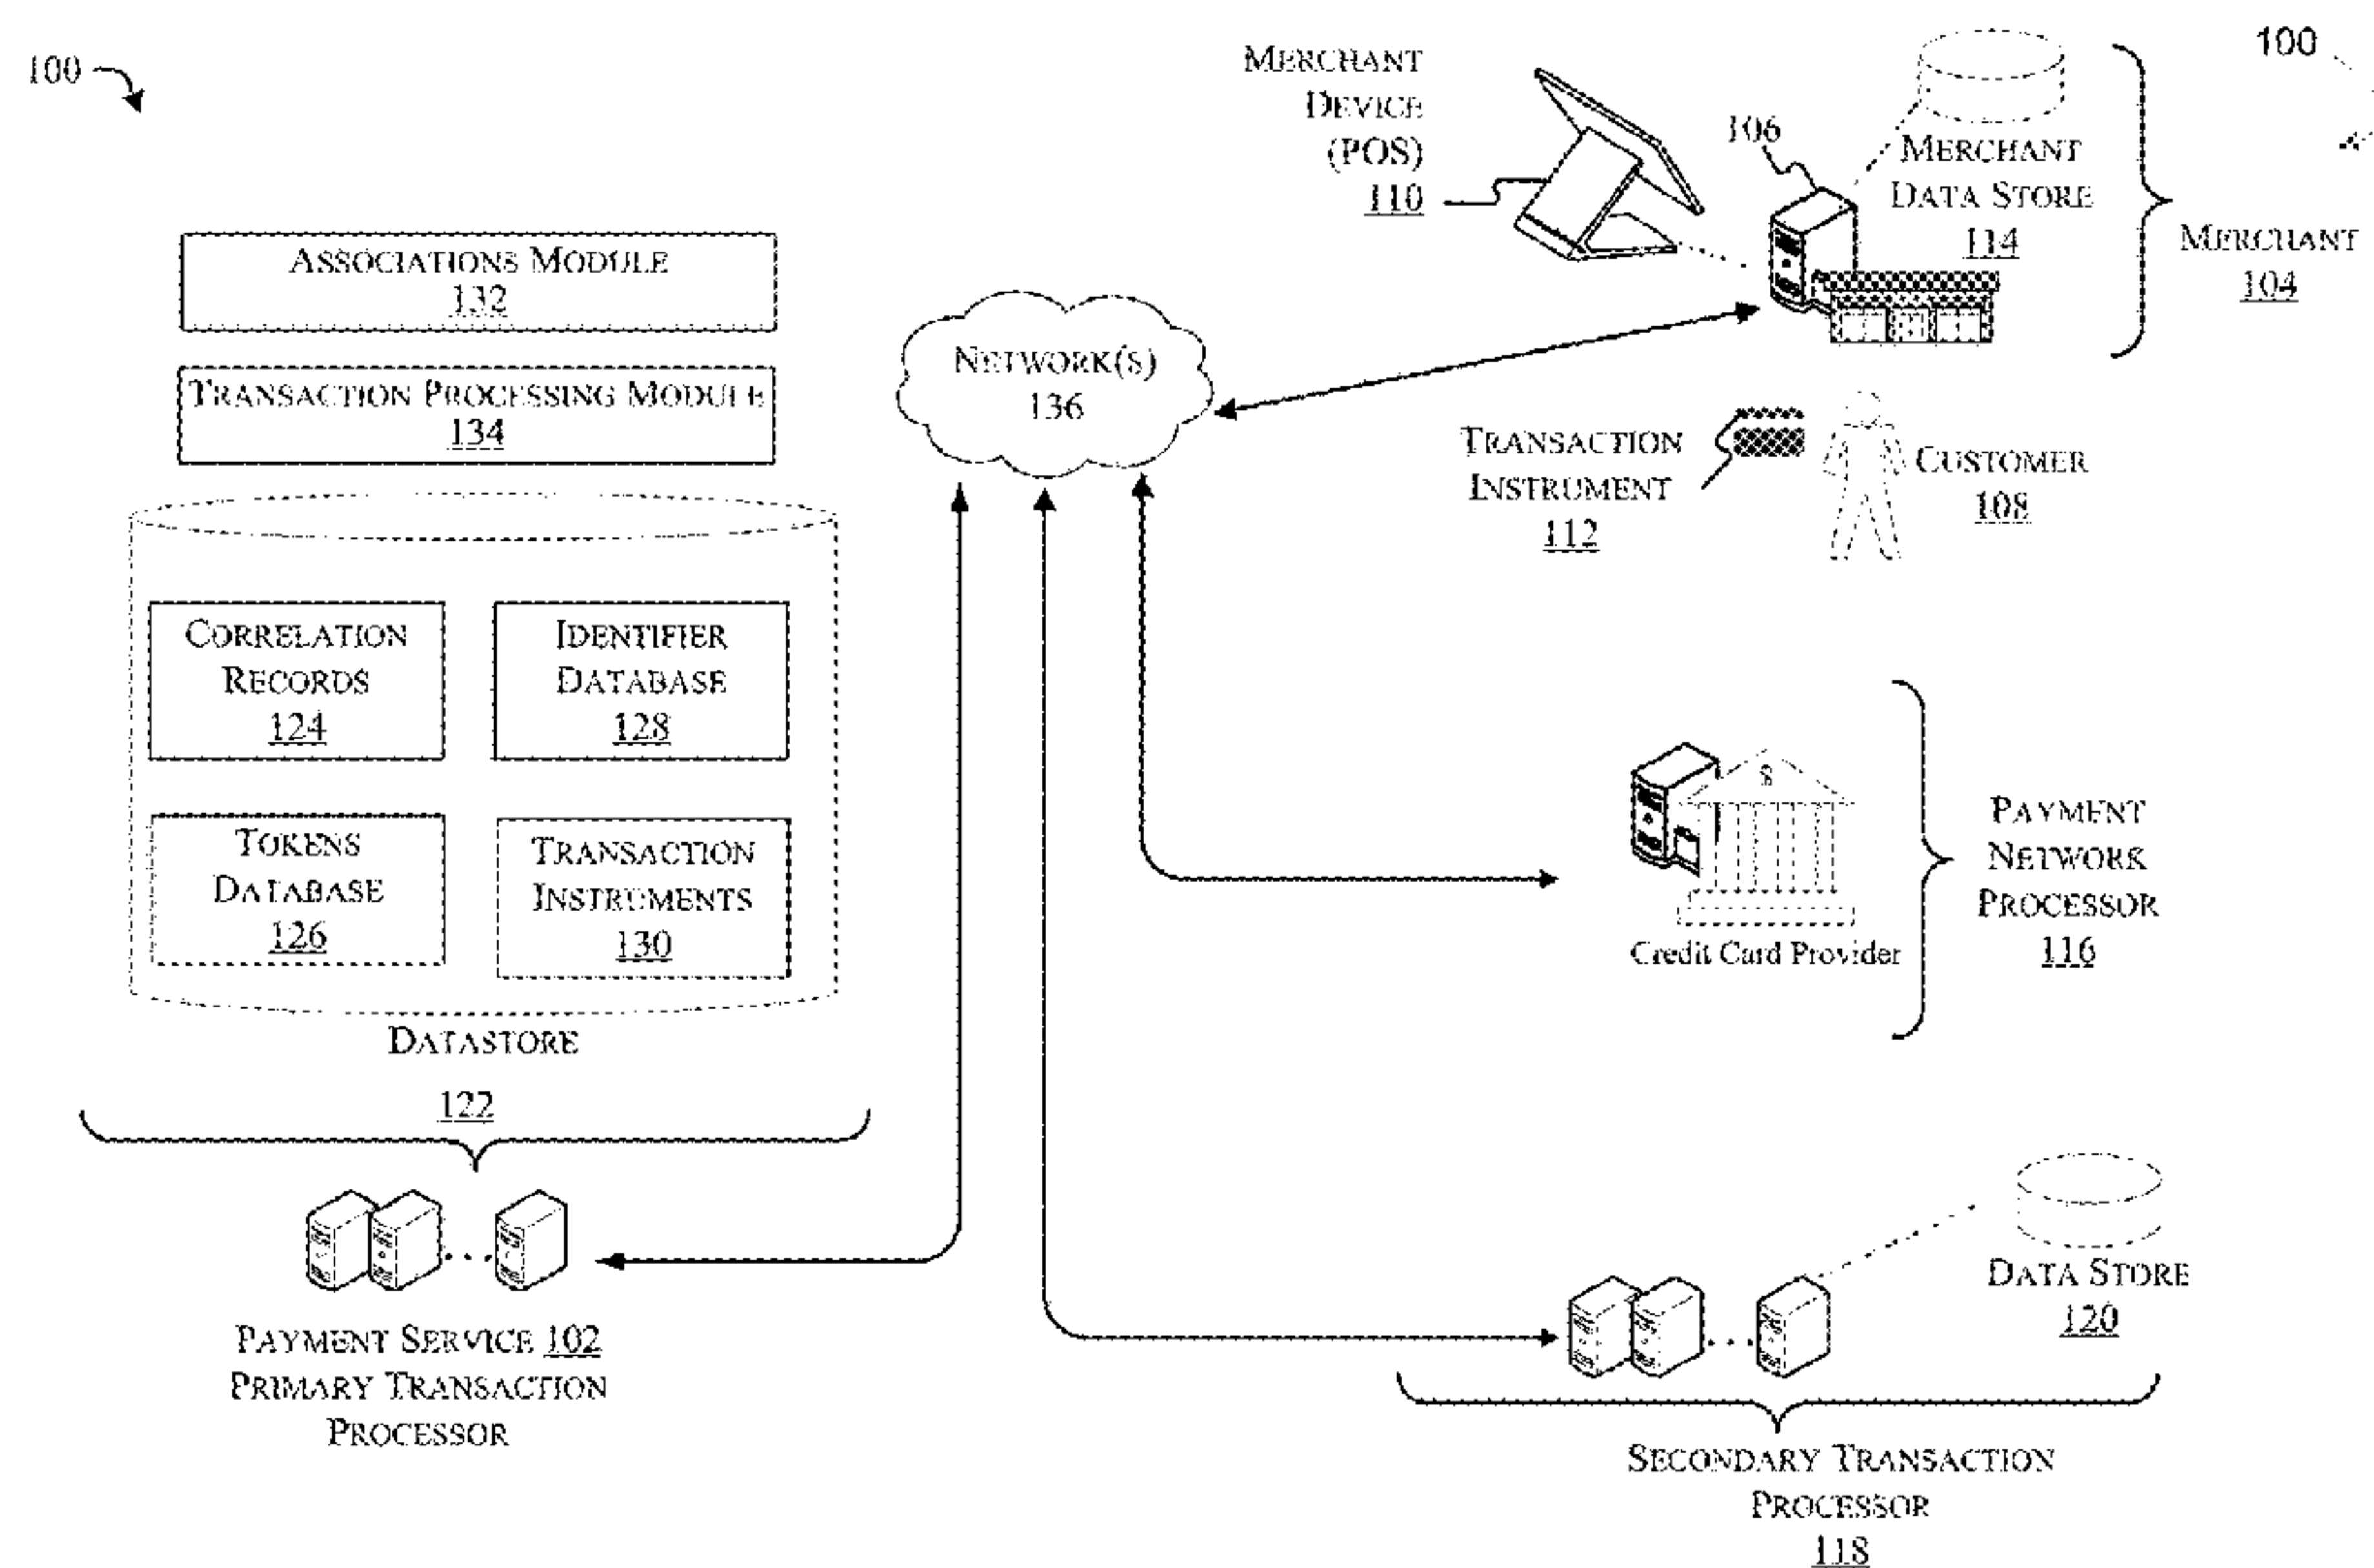 100
ASSOCIATIONS MODULE
132
TRANSACTION PROCESSING MODULE
134
CORRELATION
RECORDS
124
IDENTIFIER
DATABASE
128
TOKENS
DATABASE
126
TRANSACTION
INSTRUMENTS
130
DATASTORE
122
PAYMENT SERVICE 102
PRIMARY TRANSACTION
PROCESSOR
NETWORK(S)
136
MERCHANT
DEVICE
(POS)
110
106
MERCHANT
DATA STORE
114
MERCHANT
104
100
TRANSACTION
INSTRUMENT
112
CUSTOMER
108
$
Credit Card Provider
PAYMENT
NETWORK
PROCESSOR
116
DATA STORE
120
SECONDARY TRANSACTION
PROCESSOR
118